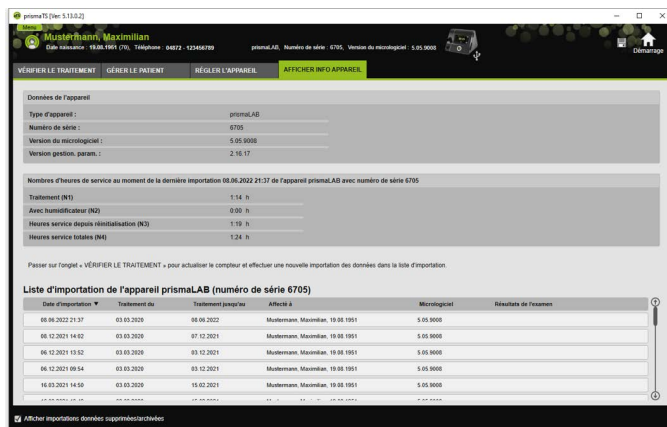 prismaTS [Ver. 5.13.0.2]
Menu
Mustermann, Maximilian
Date naissance : 19.08.1951 (70), Téléphone : 04872 -123456789 prismaLAB, Numéro de série : 6705, Version du micrologiciel : 5.05.9008
Démarrage
VÉRIFIER LE TRAITEMENT GÉRER LE PATIENT RÉGLER L'APPAREIL AFFICHER INFO APPAREIL
Données de l'appareil
Type d'appareil : prismaLAB
Numéro de série : 6705
Version du micrologiciel : 5.05.9008
Version gestion. param. : 2.16.17
Nombres d'heures de service au moment de la dernière importation 08.06.2022 21:37 de l'appareil prismaLAB avec numéro de série 6705
Traitement (N1) 1:14 h
Avec humidificateur (N2) 0:00 h
Heures service depuis réinitialisation (N3) 1:19 h
Heures service totales (N4) 1:24 h
Passer sur l'onglet « VÉRIFIER LE TRAITEMENT » pour actualiser le compteur et effectuer une nouvelle importation des données dans la liste d'importation.
Liste d'importation de l'appareil prismaLAB (numéro de série 6705)
Date d'importation ▼ Traitement du Traitement jusqu'au Affecté à Micrologiciel Résultats de l'examen
08.06.2022 21:37 03.03.2020 08.06.2022 Mustermann, Maximilian, 19.08.1951 5.05.9008
08.12.2021 14:02 03.03.2020 07.12.2021 Mustermann, Maximilian, 19.08.1951 5.05.9008
06.12.2021 13:52 03.03.2020 03.12.2021 Mustermann, Maximilian, 19.08.1951 5.05.9008
06.12.2021 09:54 03.03.2020 03.12.2021 Mustermann, Maximilian, 19.08.1951 5.05.9008
16.03.2021 14:50 03.03.2020 15.02.2021 Mustermann, Maximilian, 19.08.1951 5.05.9008
Afficher importations données supprimées/archivées